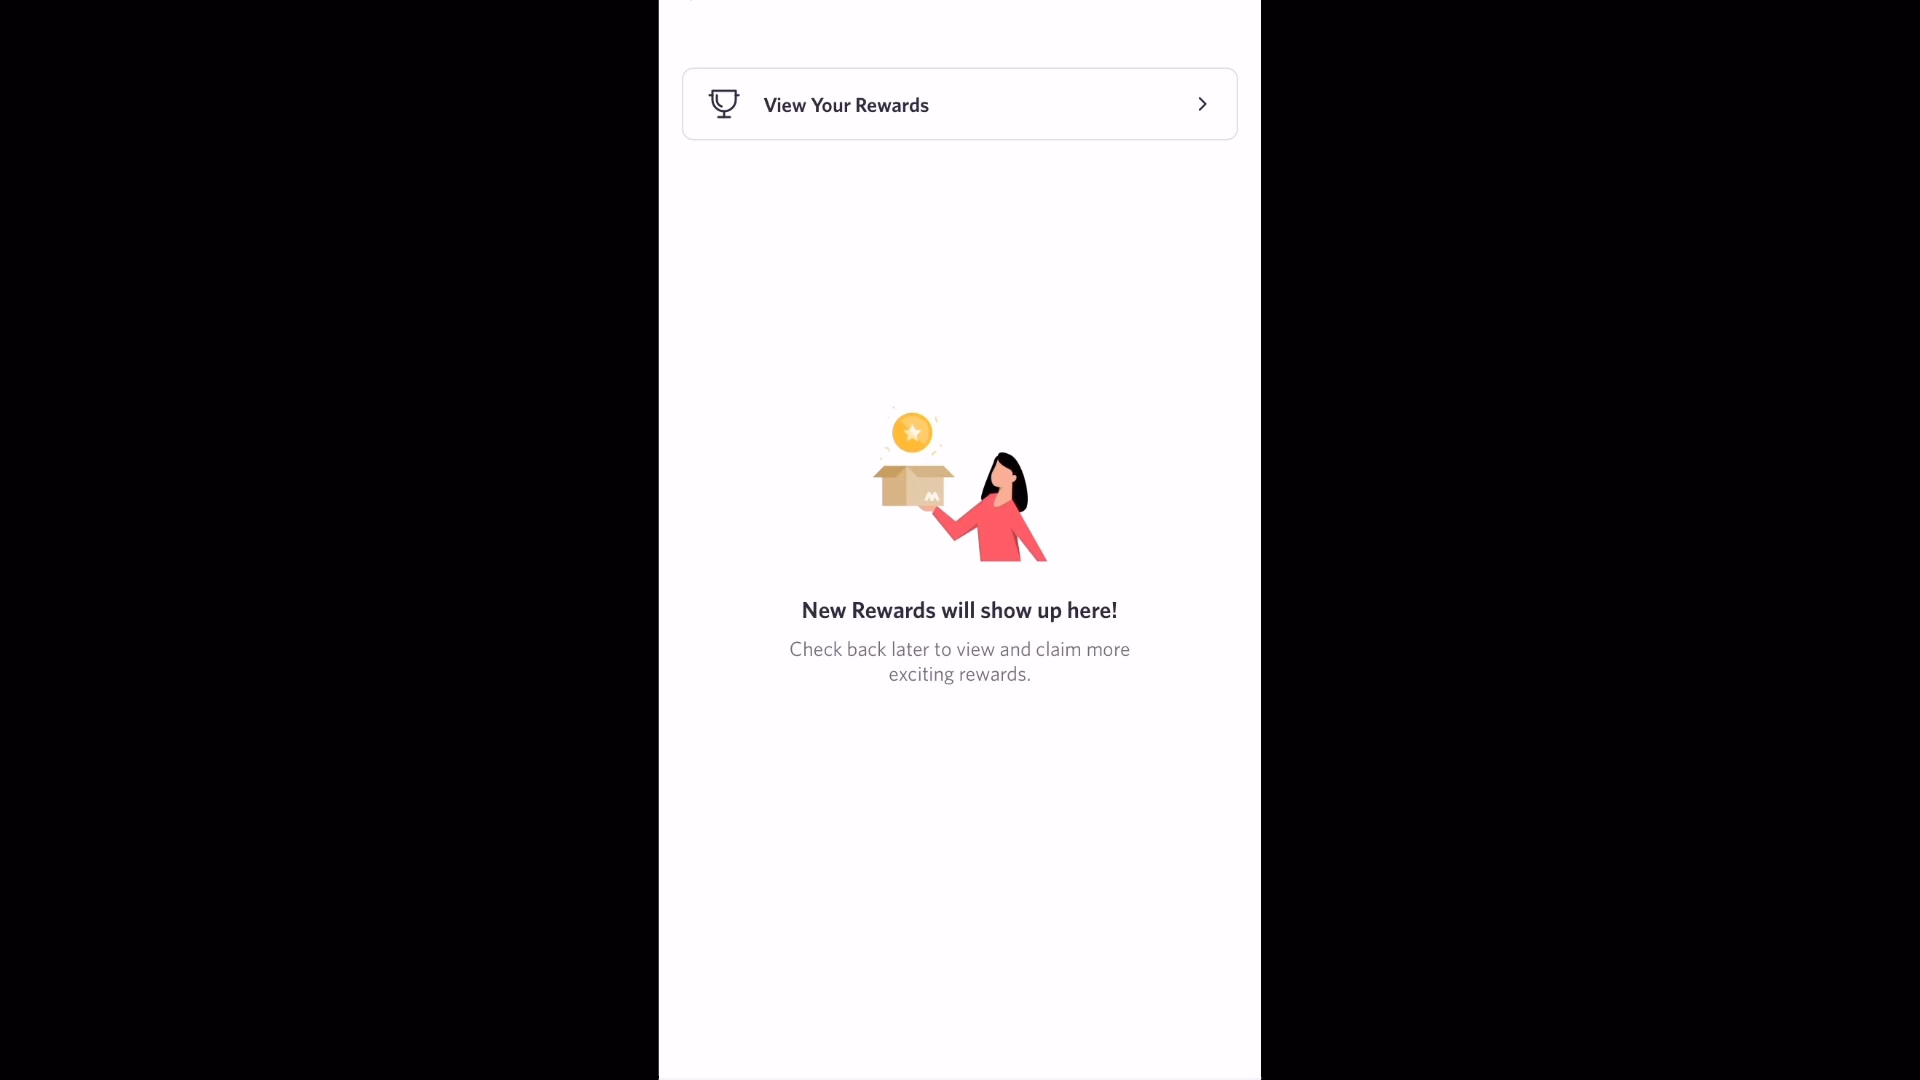 View Your Rewards
New Rewards will show up here!
Check back later to view and claim more
exciting rewards.